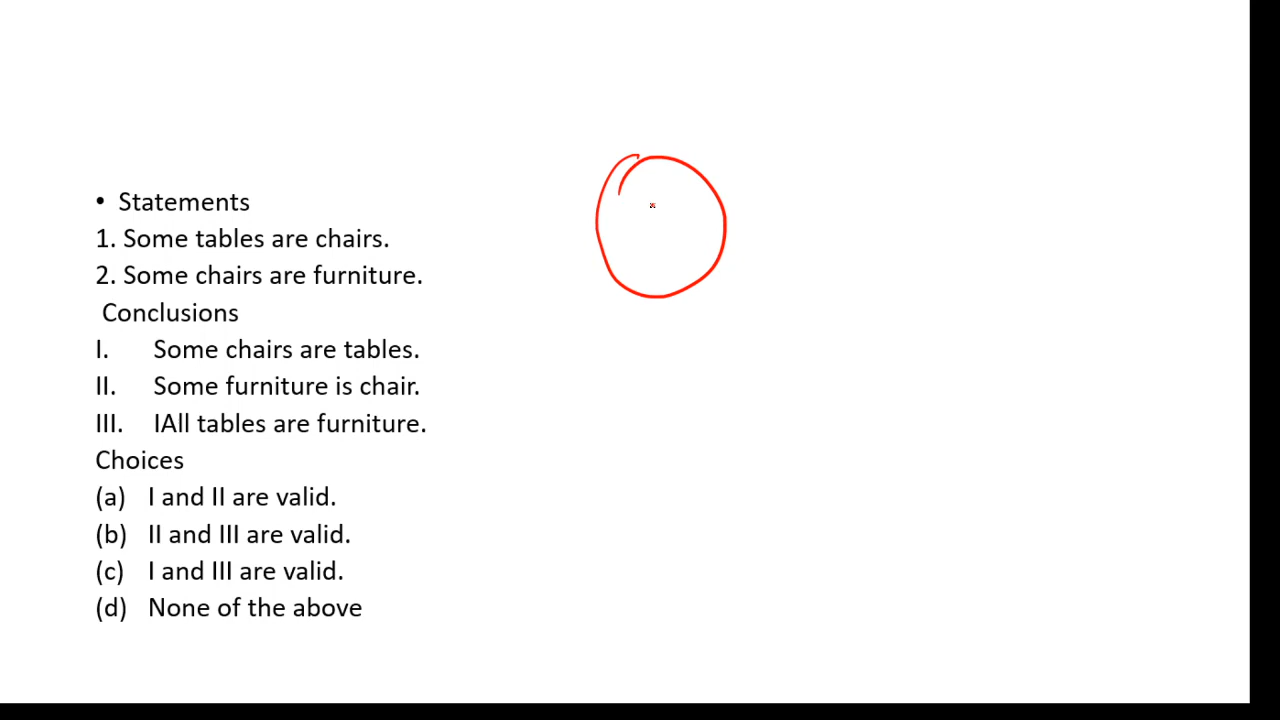 • Statements
1. Some tables are chairs.
2. Some chairs are furniture.
Conclusions
I. Some chairs are tables.
II. Some furniture is chair.
III. IAll tables are furniture.
Choices
(a) I and II are valid.
(b) II and III are valid.
(c) I and III are valid.
(d) None of the above